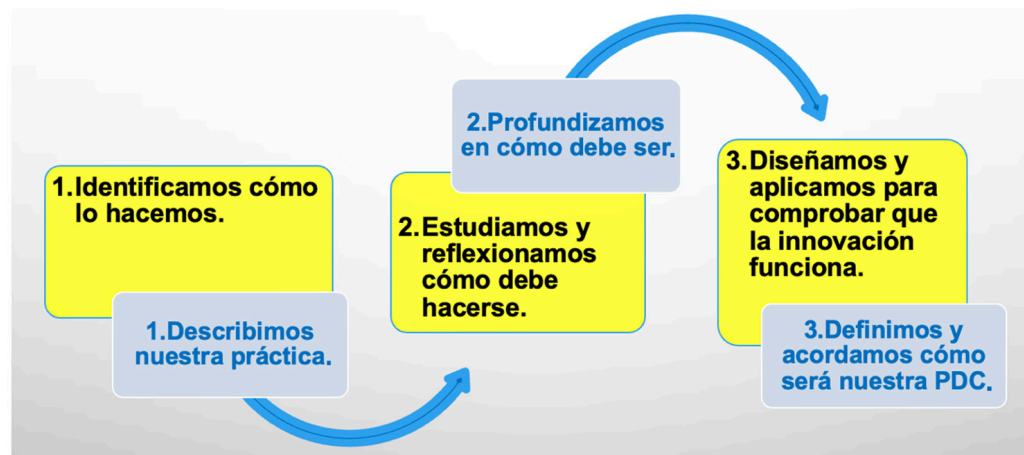 1.Identificamos cómo
lo hacemos.
1.Describimos
nuestra práctica.
2.Profundizamos
en cómo debe ser.
2.Estudiamos y
reflexionamos
cómo debe
hacerse.
3.Diseñamos y
aplicamos para
comprobar que
la innovación
funciona.
3.Definimos y
acordamos cómo
será nuestra PDC.